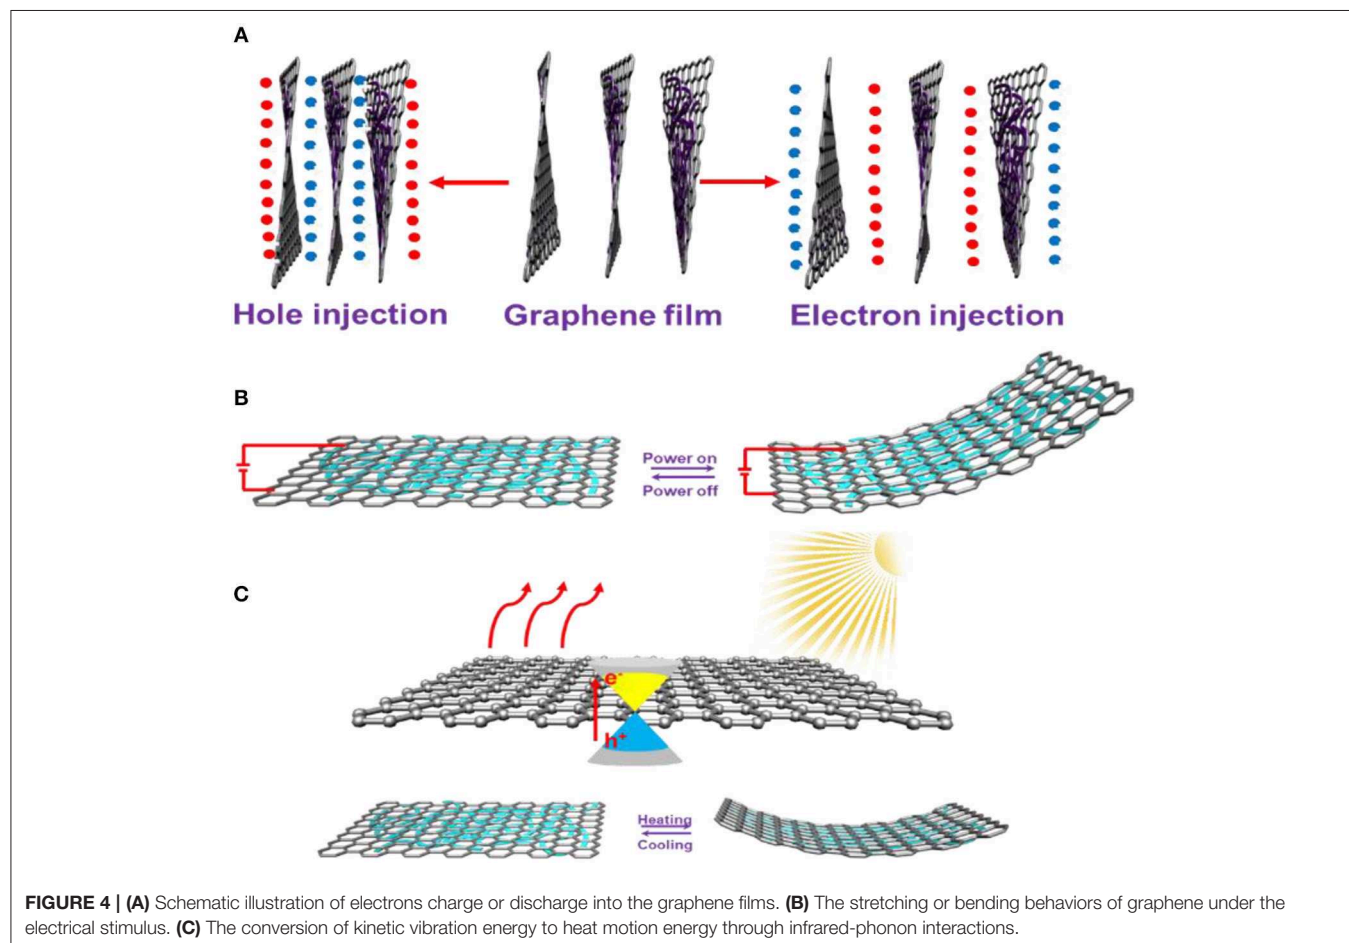 A
Hole injection
Graphene film
Electron injection
B
Power on
Power off
C
e-
h+
Heating
Cooling
FIGURE 4 | (A) Schematic illustration of electrons charge or discharge into the graphene films. (B) The stretching or bending behaviors of graphene under the
electrical stimulus. (C) The conversion of kinetic vibration energy to heat motion energy through infrared-phonon interactions.